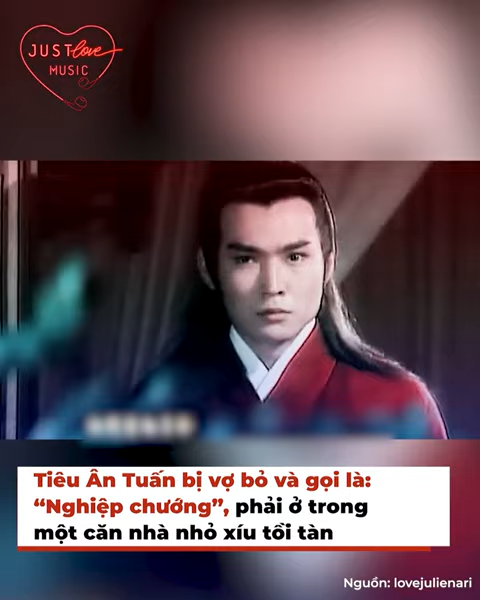 JUST love
MUSIC
Tiêu Ân Tuấn bị vợ bỏ và gọi là:
“Nghiệp chướng”, phải ở trong
một căn nhà nhỏ xíu tồi tàn
Nguồn: lovejulienari